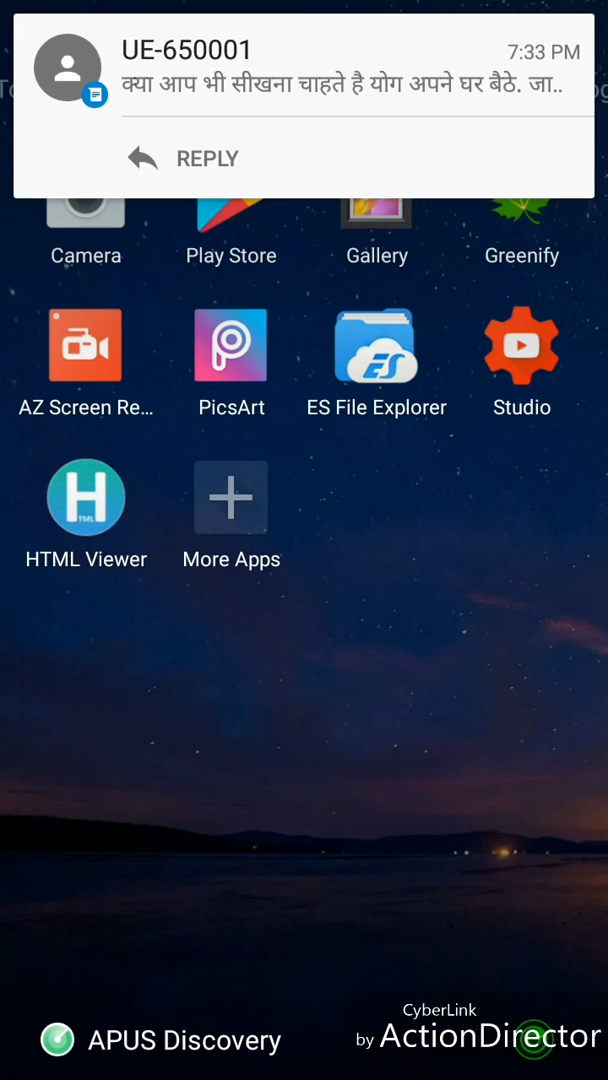 UE-650001 7:33 PM
क्या आप भी सीखना चाहते है योग अपने घर बैठे. जा..
REPLY
Camera Play Store Gallery Greenify
AZ Screen Re... PicsArt ES File Explorer Studio
HTML Viewer More Apps
CyberLink
APUS Discovery by ActionDirector